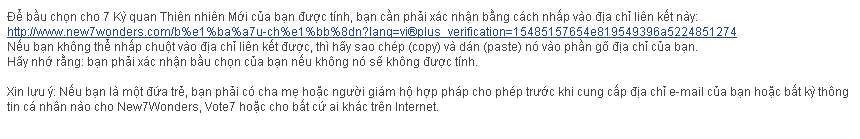 Để bầu chọn cho 7 Kỳ quan Thiên nhiên Mới của bạn được tính, bạn cần phải xác nhận bằng cách nhấp vào địa chỉ liên kết này:
http://www.new7wonders.com/b%e1%ba%a7u-ch%e1%bb%8dn?lang=vi®plus_verification=15485157654e819549396a5224851274
Nếu bạn không thể nhấp chuột vào địa chỉ liên kết được, thì hãy sao chép (copy) và dán (paste) nó vào phần gõ địa chỉ của bạn.
Hãy nhớ rằng: bạn phải xác nhận bầu chọn của bạn nếu không nó sẽ không được tính.
Xin lưu ý: Nếu bạn là một đứa trẻ, bạn phải có cha mẹ hoặc người giám hộ hợp pháp cho phép trước khi cung cấp địa chỉ e-mail của bạn hoặc bất kỳ thông
tin cá nhân nào cho New7Wonders, Vote7 hoặc cho bất cứ ai khác trên Internet.